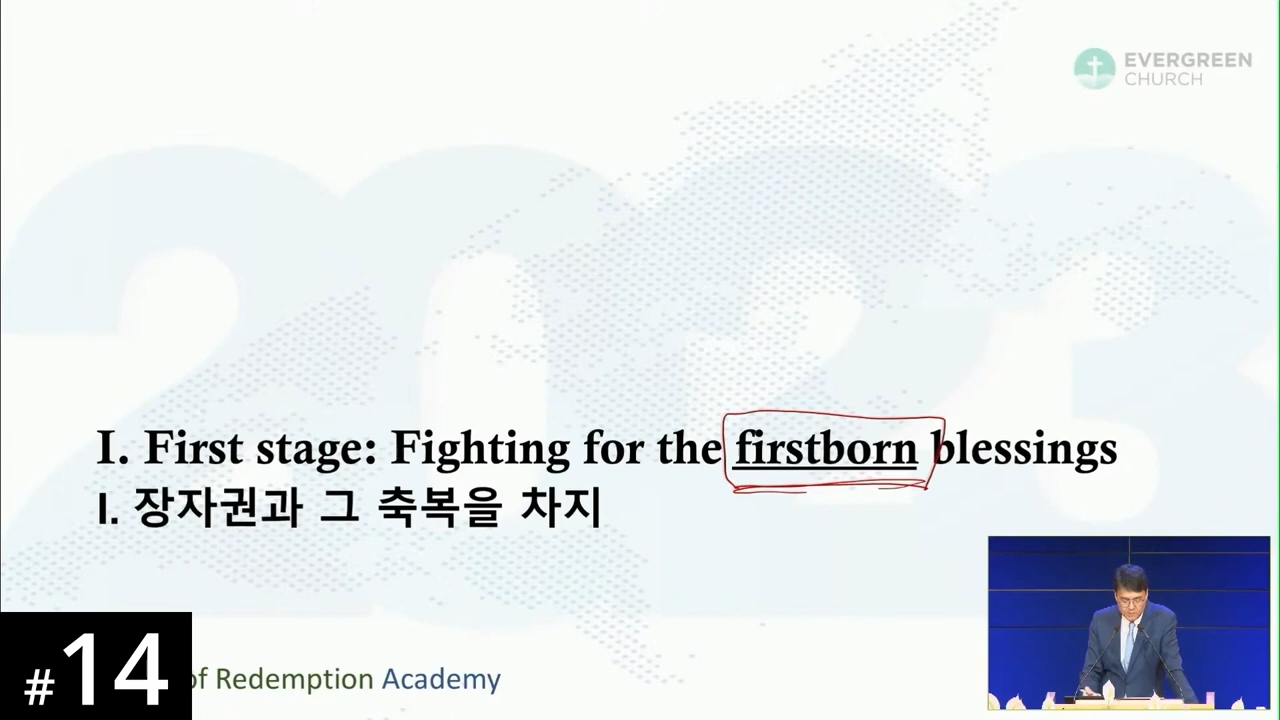 EVERGREEN
CHURCH
I. First stage: Fighting for the firstborn blessings
I. 장자권과 그 축복을 차지
of Redemption Academy
#14
2023